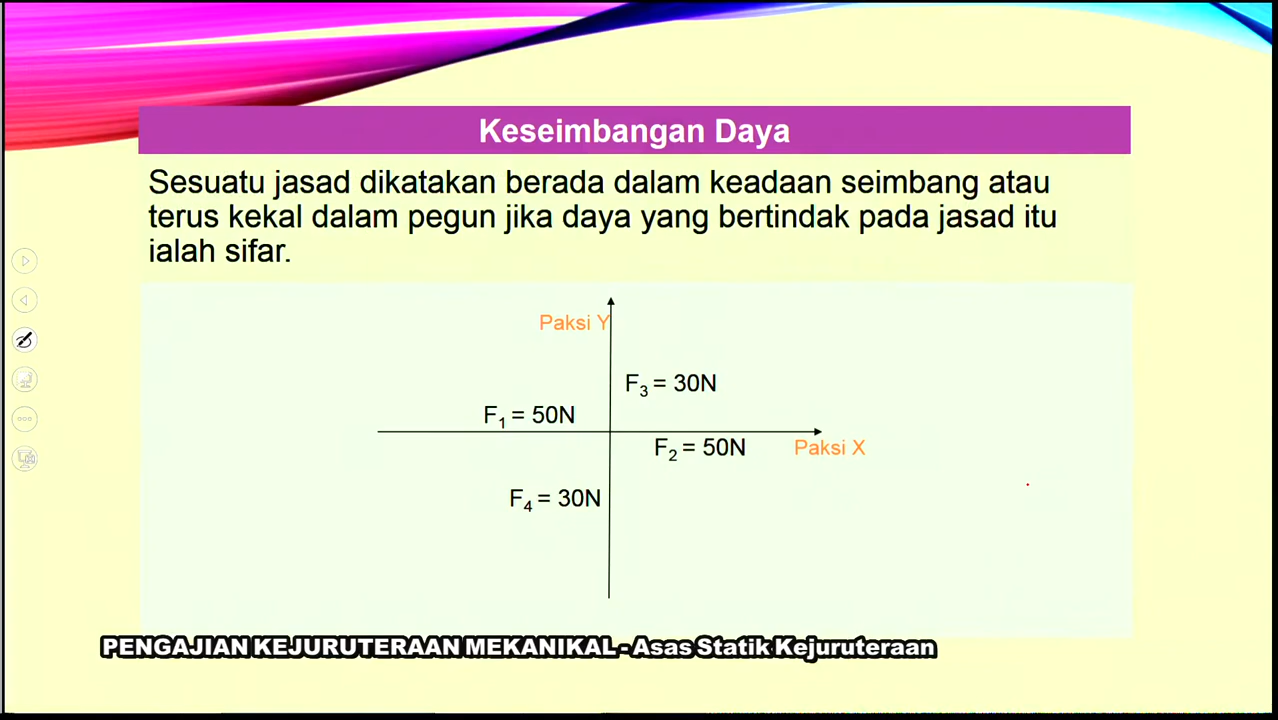 Keseimbangan Daya
Sesuatu jasad dikatakan berada dalam keadaan seimbang atau
terus kekal dalam pegun jika daya yang bertindak pada jasad itu
ialah sifar.
Paksi Y
F₃ = 30N
F₁ = 50N
F₂ = 50N
Paksi X
F₄ = 30N
PENGAJIAN KEJURUTERAAN MEKANIKAL - Asas Statik Kejuruteraan